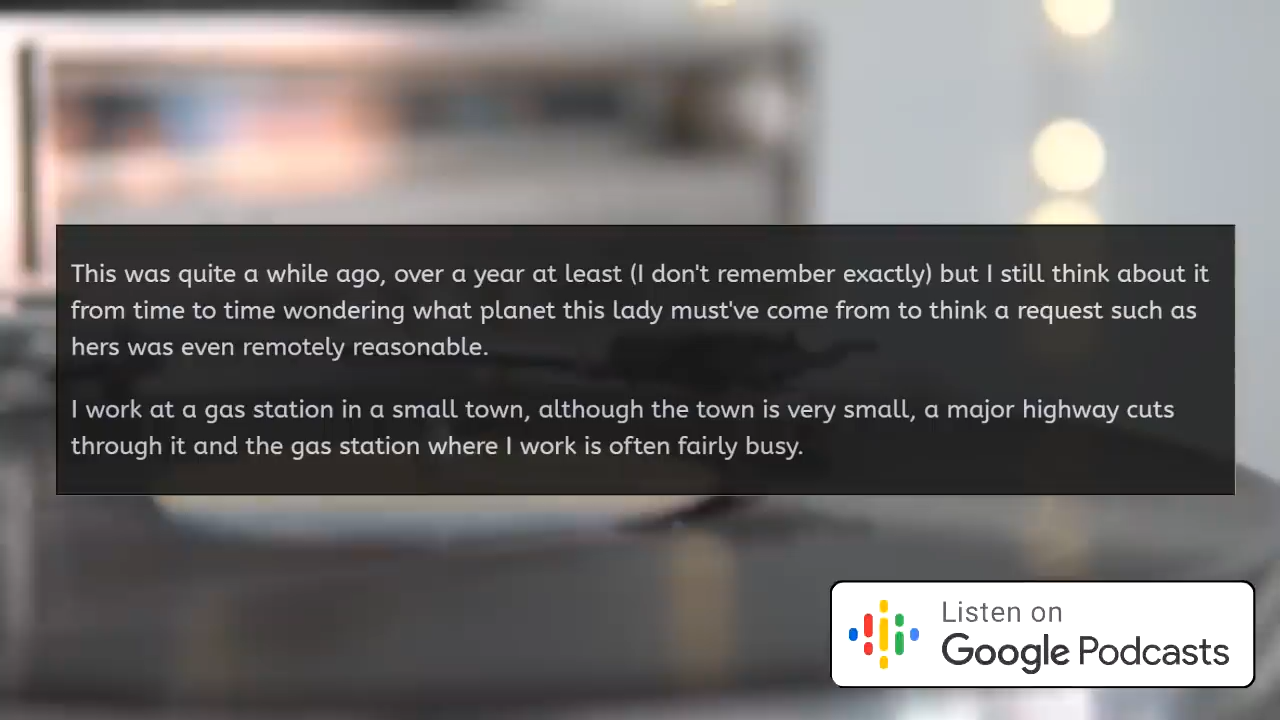 This was quite a while ago, over a year at least (I don't remember exactly) but I still think about it
from time to time wondering what planet this lady must've come from to think a request such as
hers was even remotely reasonable.
I work at a gas station in a small town, although the town is very small, a major highway cuts
through it and the gas station where I work is often fairly busy.
Listen on
Google Podcasts